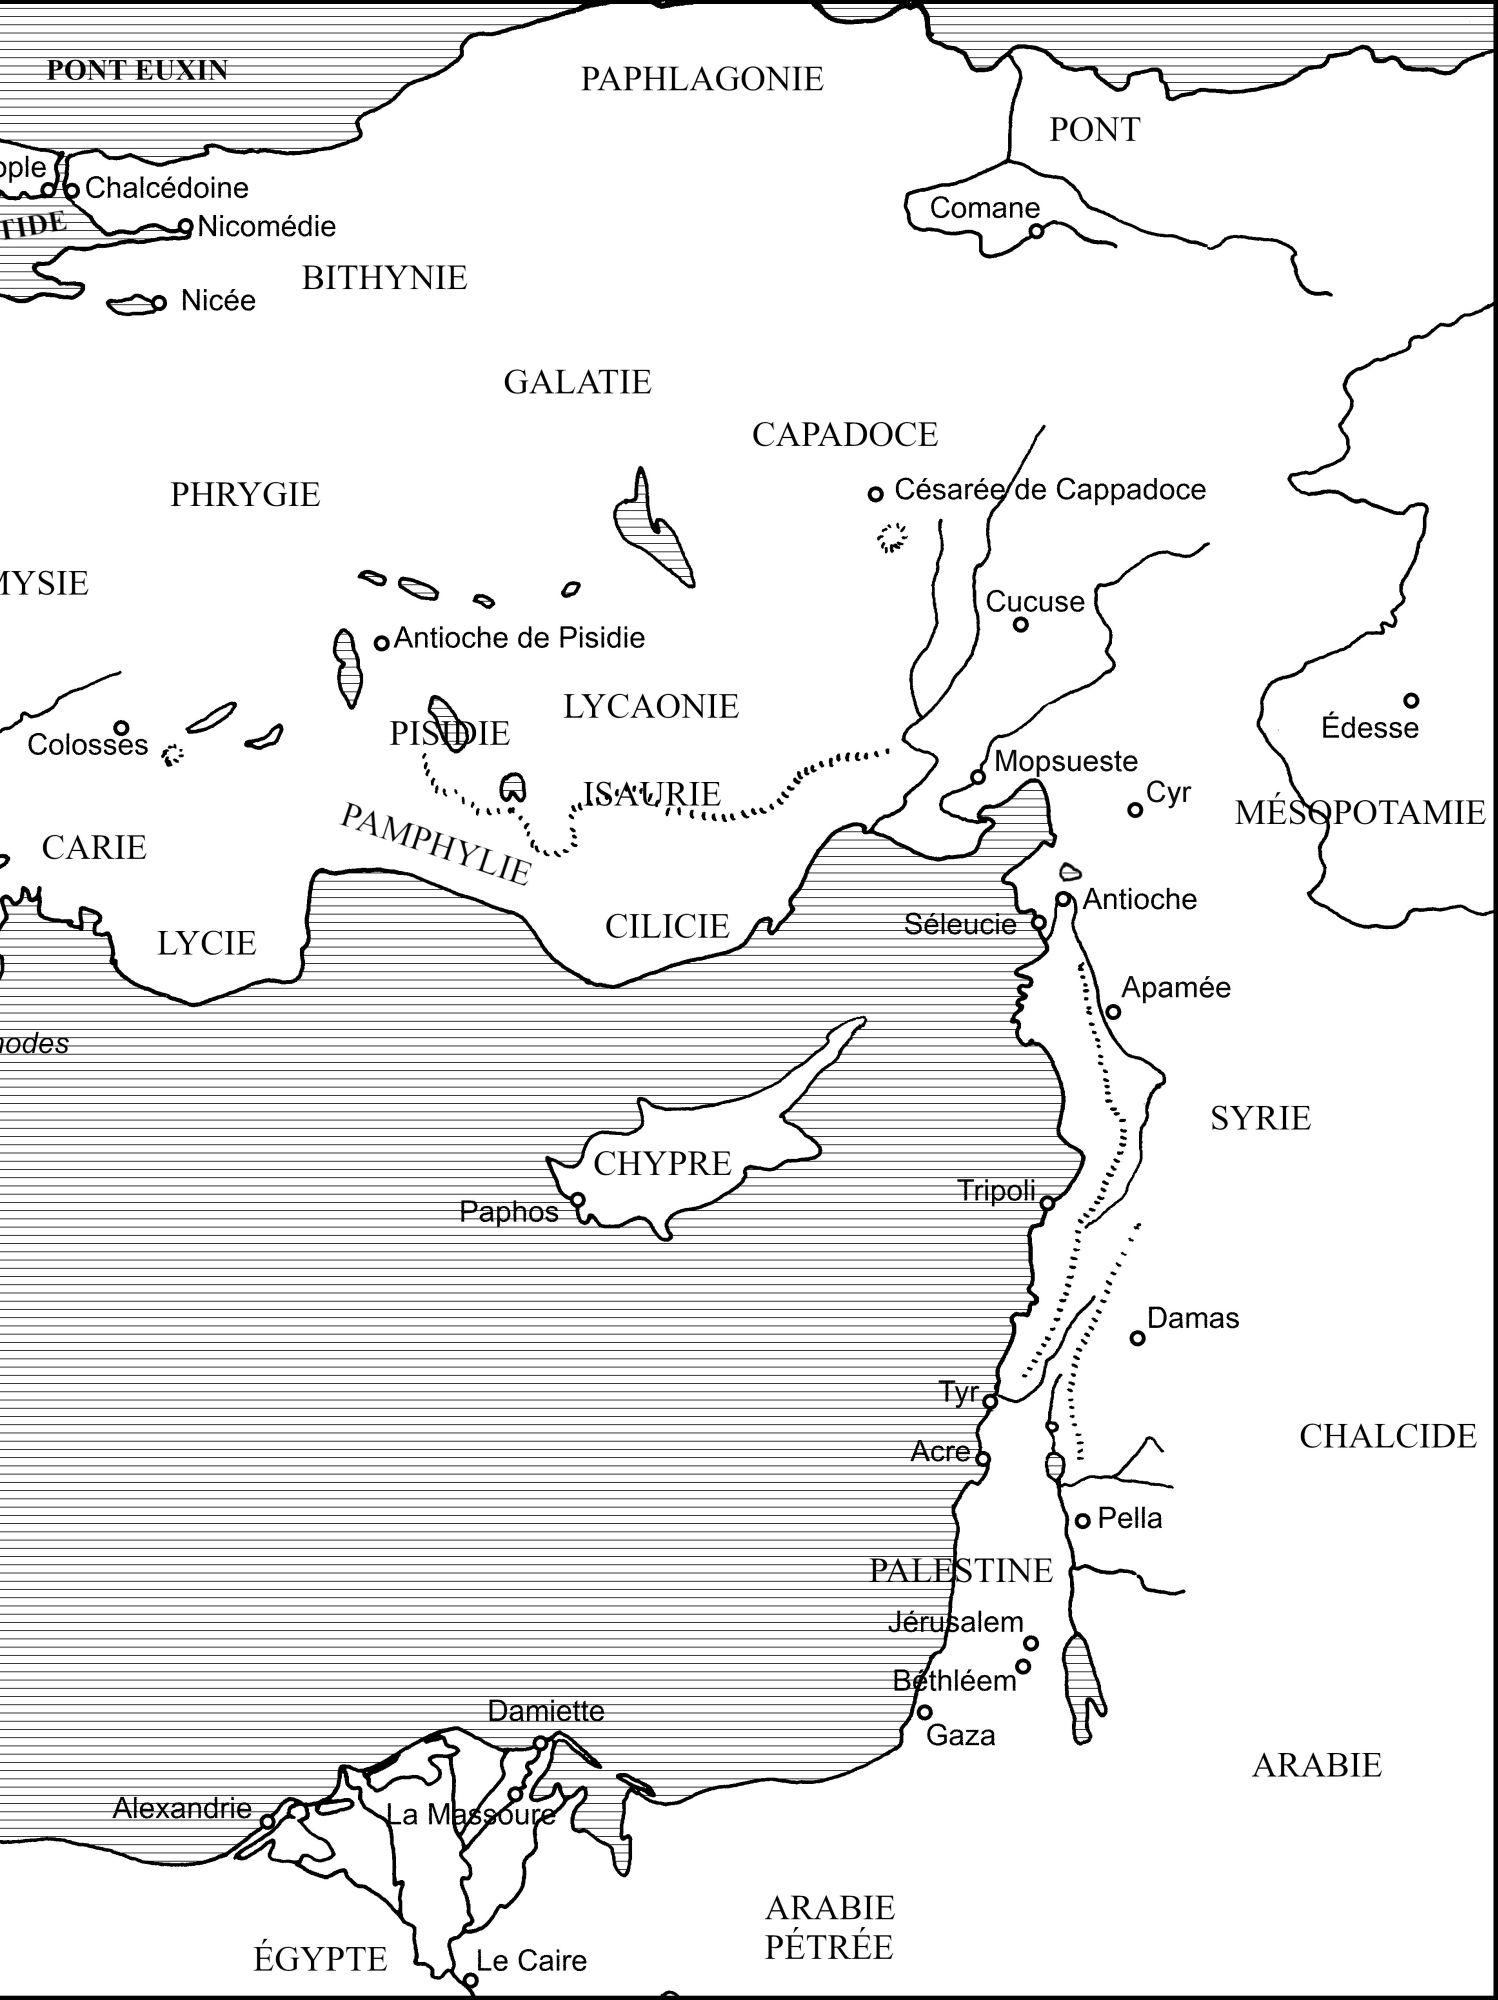 PONT EUXIN
PAPHLAGONIE
PONT
ople
Chalcédoine
Comane
TIDE
Nicomédie
BITHYNIE
Nicée
GALATIE
CAPADOCE
PHRYGIE
Césarée de Cappadoce
MYSIE
Cucuse
Antioche de Pisidie
LYCAONIE
PISIDIE
Édesse
Colosses
Mopsueste
ISAURIE
Cyr
MÉSOPOTAMIE
PAMPHYLIE
CARIE
Antioche
Séleucie
CILICIE
LYCIE
Apamée
hodes
SYRIE
CHYPRE
Tripoli
Paphos
Damas
Tyr
CHALCIDE
Acre
Pella
PALESTINE
Jérusalem
Béthléem
Damiette
Gaza
ARABIE
Alexandrie
La Massoure
ARABIE
PÉTRÉE
ÉGYPTE
Le Caire